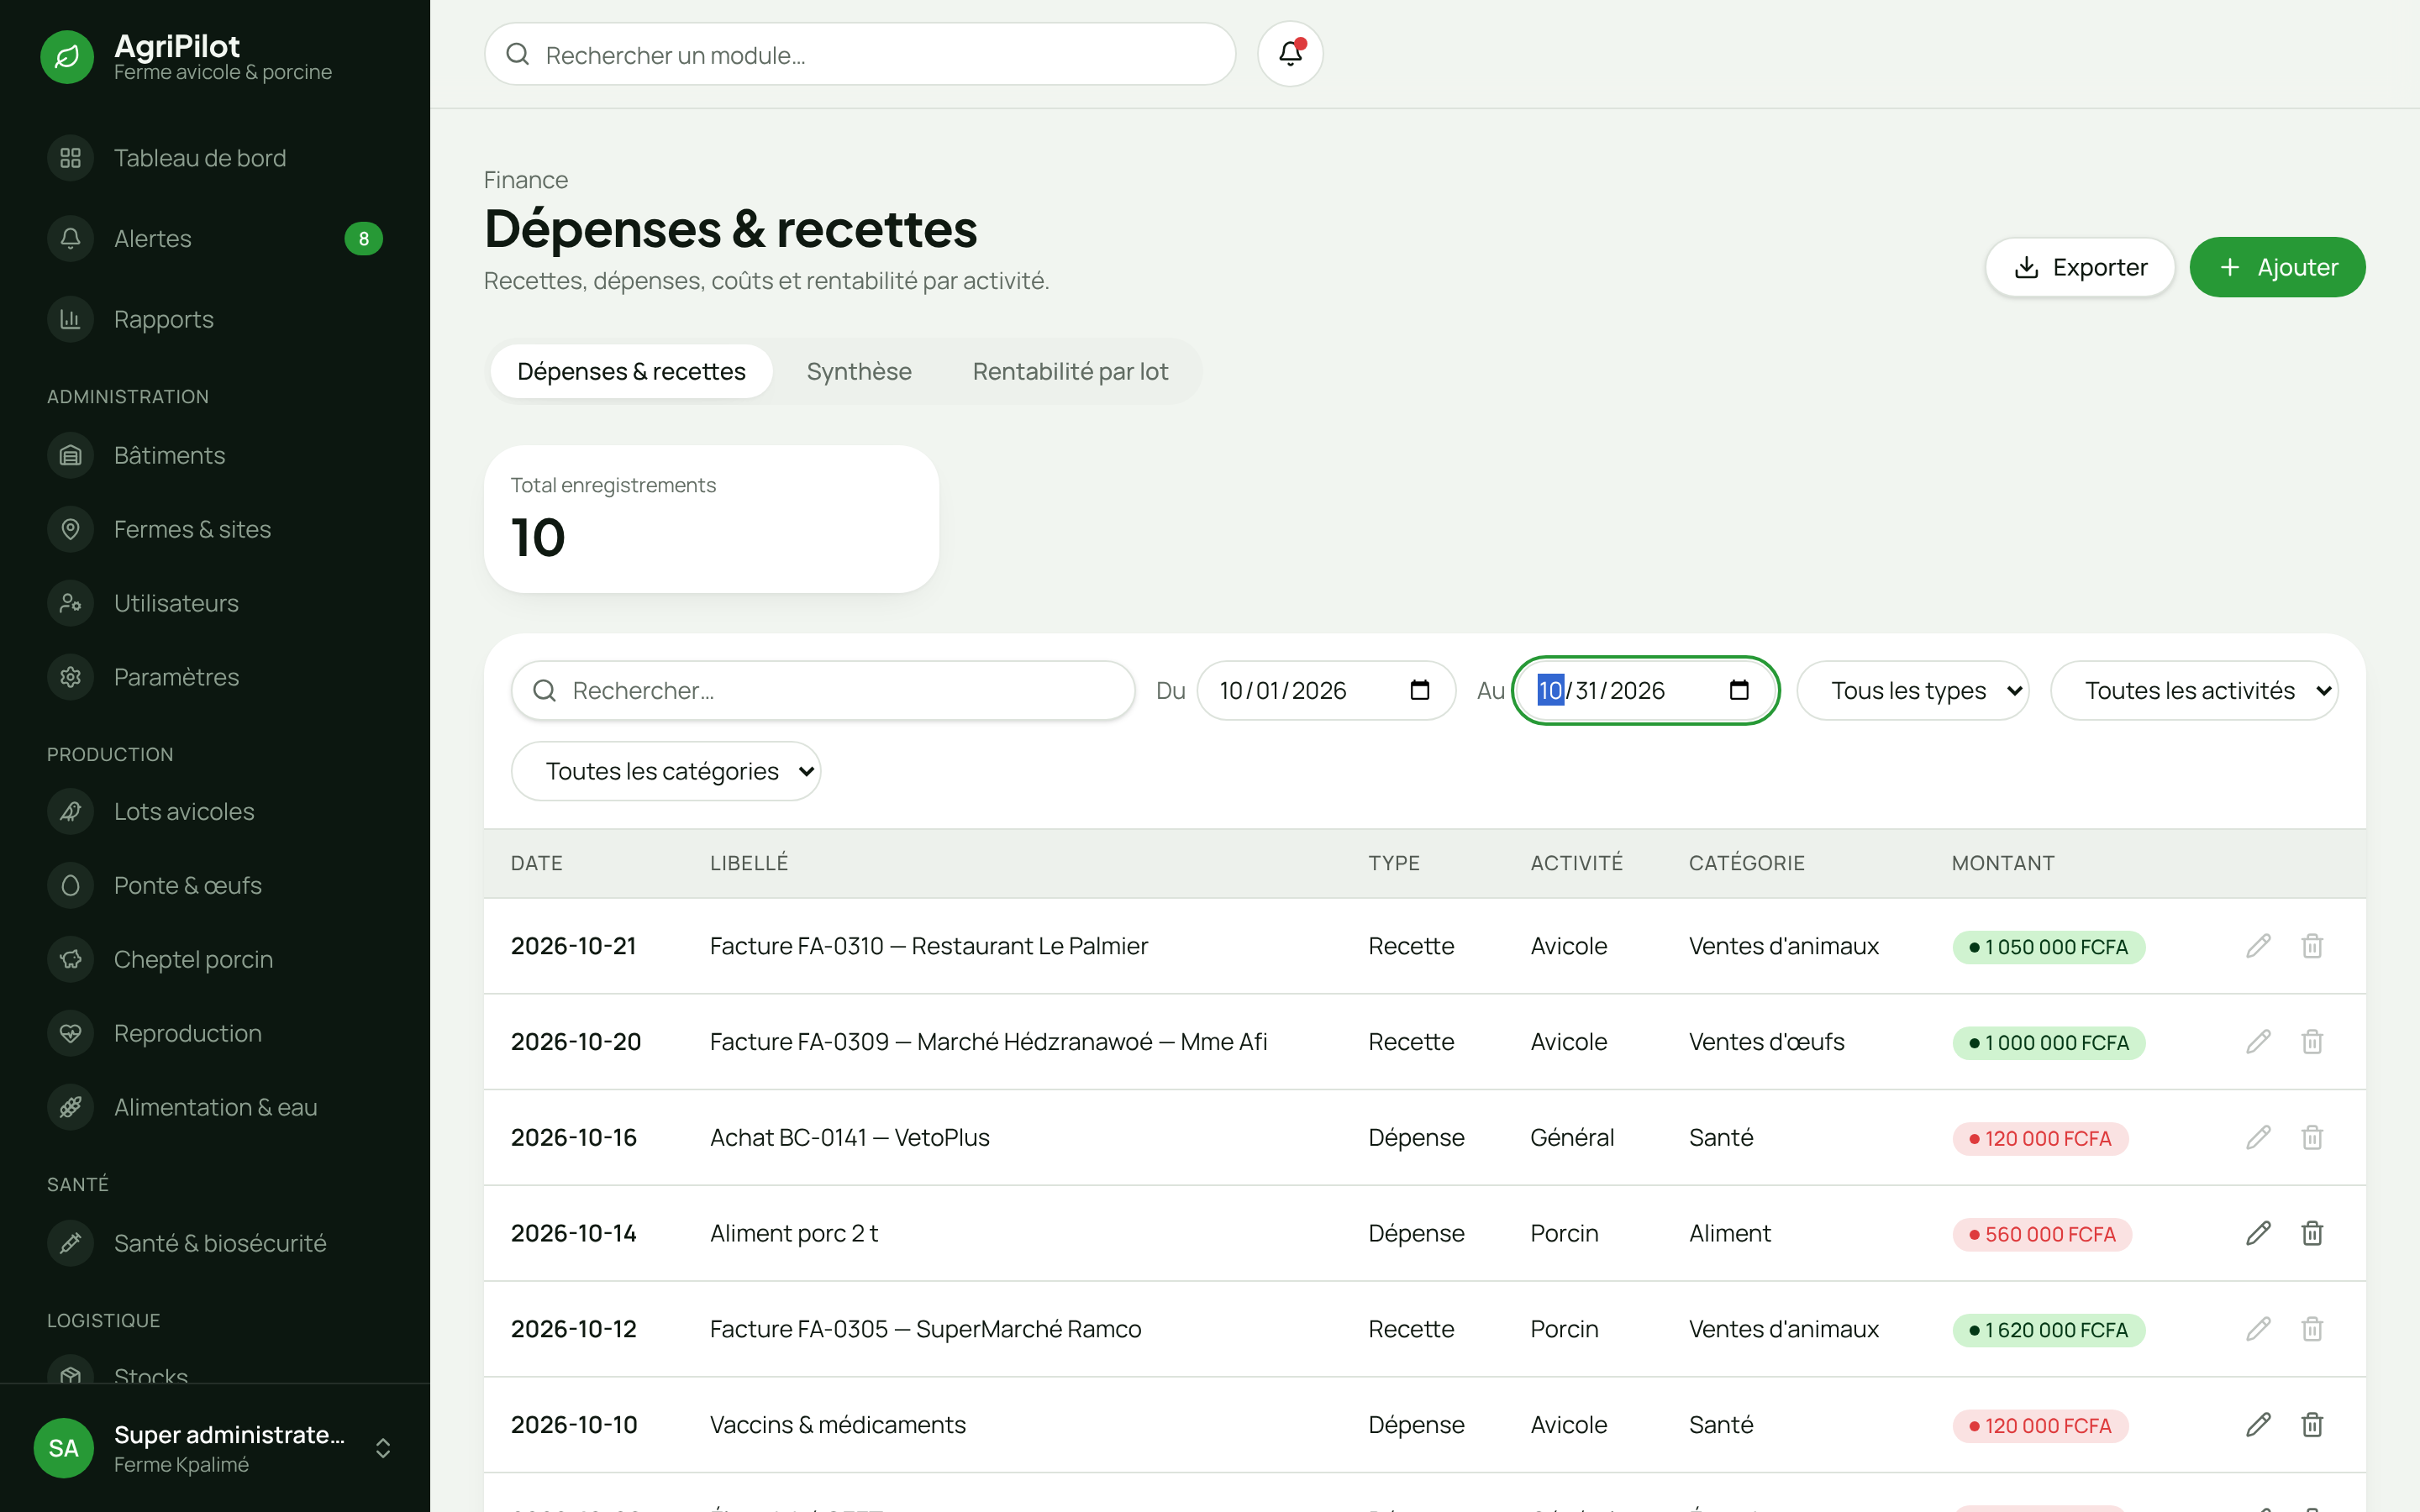 AgriPilot
Ferme avicole & porcine
Tableau de bord
Alertes 8
Rapports
ADMINISTRATION
Bâtiments
Fermes & sites
Utilisateurs
Paramètres
PRODUCTION
Lots avicoles
Ponte & œufs
Cheptel porcin
Reproduction
Alimentation & eau
SANTÉ
Santé & biosécurité
LOGISTIQUE
Stocks
SA
Super administrate...
Ferme Kpalimé
Rechercher un module...
Finance
Dépenses & recettes
Recettes, dépenses, coûts et rentabilité par activité.
Exporter
Ajouter
Dépenses & recettes Synthèse Rentabilité par lot
Total enregistrements
10
Rechercher... Du 10/01/2026 Au 10/31/2026 Tous les types Toutes les activités
Toutes les catégories
DATE LIBELLÉ TYPE ACTIVITÉ CATÉGORIE MONTANT
2026-10-21 Facture FA-0310 — Restaurant Le Palmier Recette Avicole Ventes d'animaux 1 050 000 FCFA
2026-10-20 Facture FA-0309 — Marché Hédzranawoé — Mme Afi Recette Avicole Ventes d'œufs 1 000 000 FCFA
2026-10-16 Achat BC-0141 — VetoPlus Dépense Général Santé 120 000 FCFA
2026-10-14 Aliment porc 2 t Dépense Porcin Aliment 560 000 FCFA
2026-10-12 Facture FA-0305 — SuperMarché Ramco Recette Porcin Ventes d'animaux 1 620 000 FCFA
2026-10-10 Vaccins & médicaments Dépense Avicole Santé 120 000 FCFA